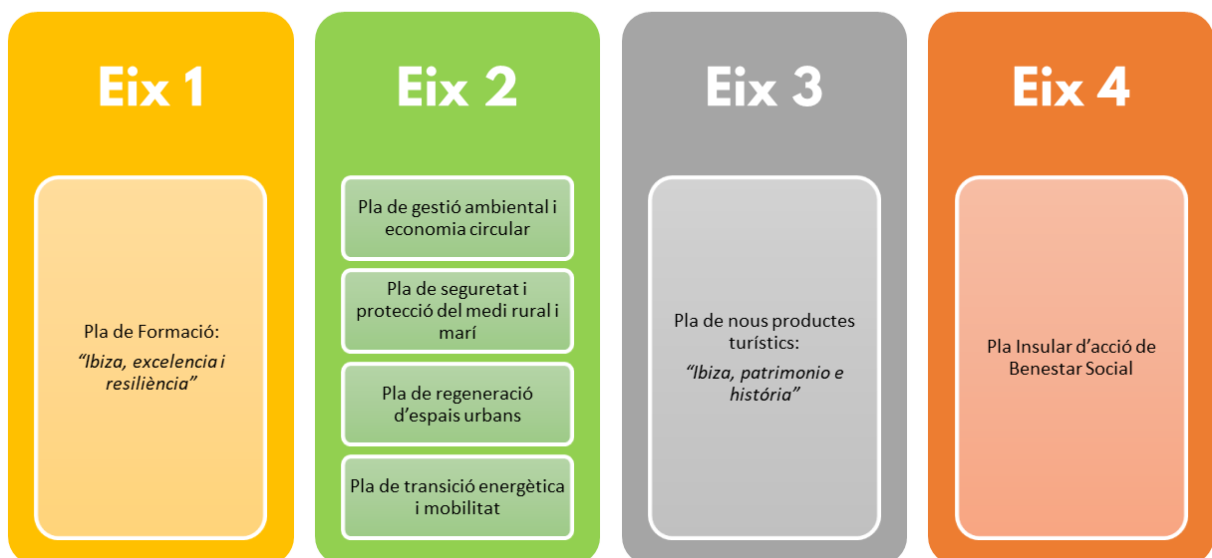 Eix 1
Pla de Formació:
“Ibiza, excelencia i
resiliència”
Eix 2
Pla de gestió ambiental i
economia circular
Pla de seguretat i
protecció del medi rural i
marí
Pla de regeneració
d’espais urbans
Pla de transició energètica
i mobilitat
Eix 3
Pla de nous productes
turístics:
“Ibiza, patrimonio e
história”
Eix 4
Pla Insular d’acció de
Benestar Social